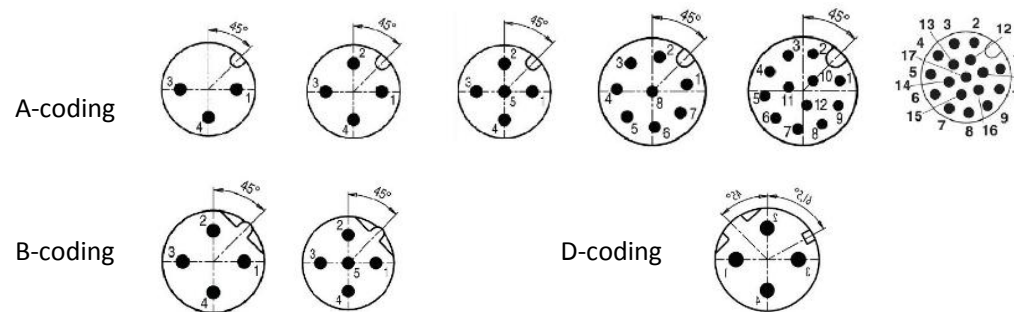 45° 45° 45° 45° 45° 13 3 2 12
A-coding
3 1 4
2 3 1 4
2 3 5 1 4
3 2 4 1 8 5 7 6
3 2 4 10 1 5 11 6 12 9 7 8
4 17 5 14 6 15 7 8 16 9
45° 45° 45° 67,5°
B-coding
2 3 1 4
2 3 5 1 4
D-coding
2 1 3 4